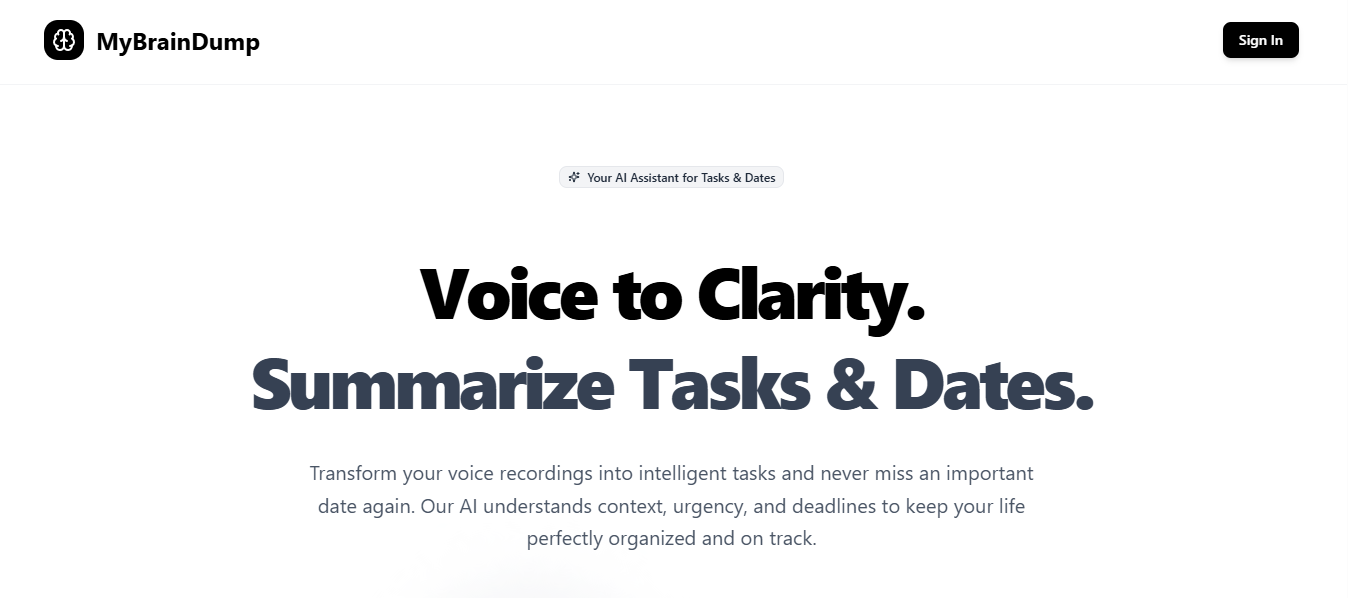 MyBrainDump
Sign In
Your AI Assistant for Tasks & Dates
Voice to Clarity.
Summarize Tasks & Dates.
Transform your voice recordings into intelligent tasks and never miss an important
date again. Our AI understands context, urgency, and deadlines to keep your life
perfectly organized and on track.